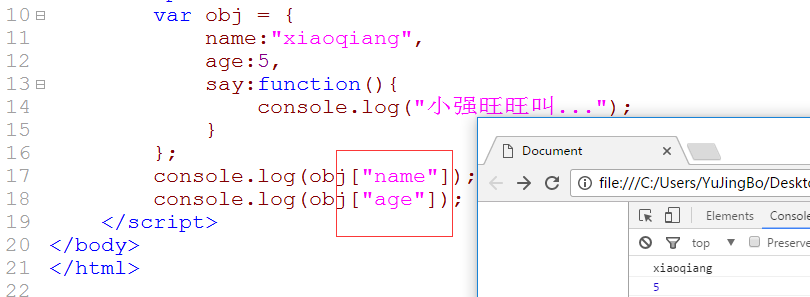 10 var obj = {
11 name:"xiaoqiang",
12 age:5,
13 say:function(){
14 console.log("小强旺旺叫...");
15 }
16 };
17 console.log(obj["name"]);
18 console.log(obj["age"]);
19 </script>
20 </body>
21 </html>
22
Document
file:///C:/Users/YuJingBo/Deskto
Elements Console
top Preserve
xiaoqiang
5